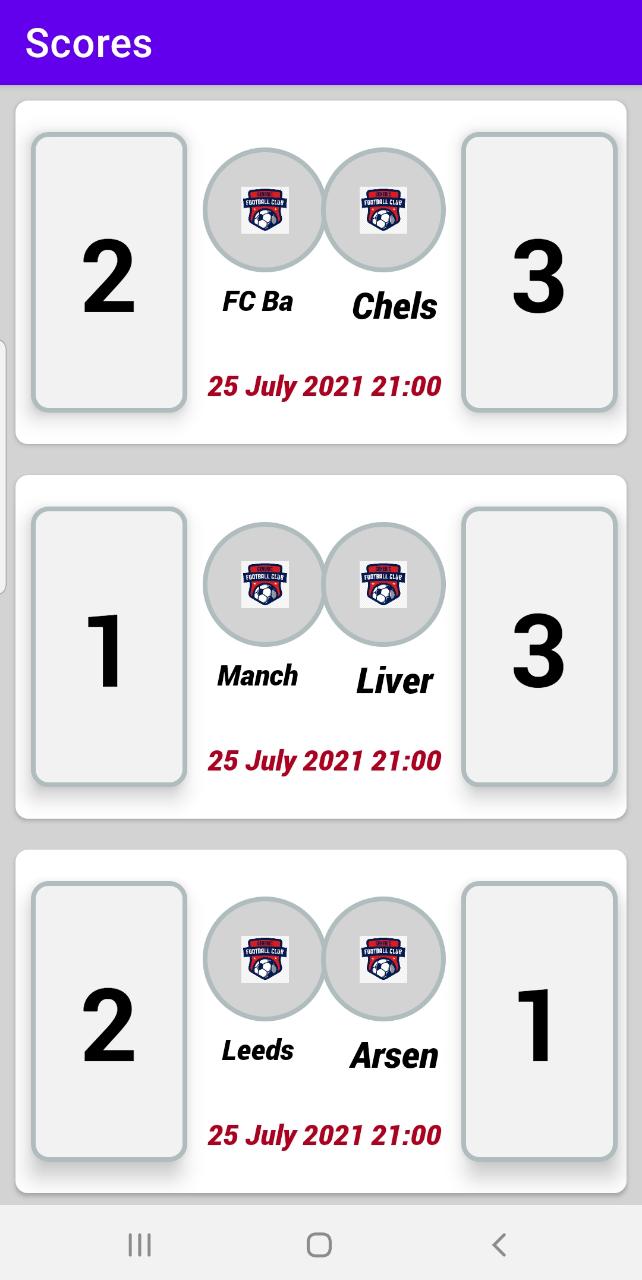 Scores
2
3
FOOTBALL CLUB
FOOTBALL CLUB
FC Ba
Chels
25 July 2021 21:00
1
3
FOOTBALL CLUB
FOOTBALL CLUB
Manch
Liver
25 July 2021 21:00
2
1
FOOTBALL CLUB
FOOTBALL CLUB
Leeds
Arsen
25 July 2021 21:00